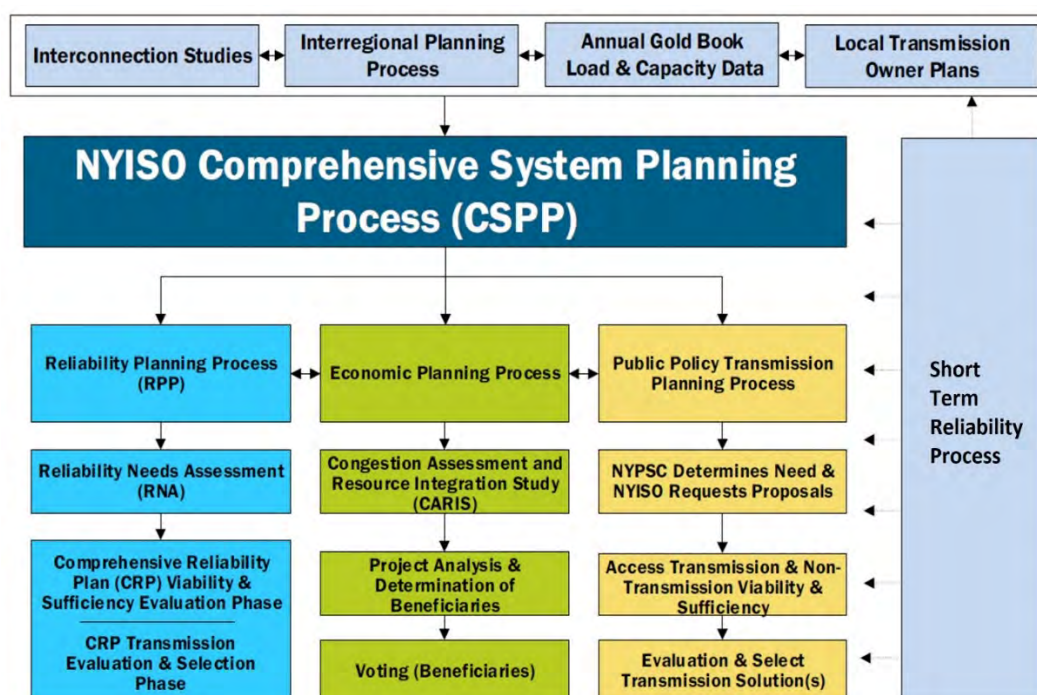 Interconnection Studies
Interregional Planning
Process
Annual Gold Book
Load & Capacity Data
Local Transmission
Owner Plans
NYISO Comprehensive System Planning
Process (CSPP)
Reliability Planning Process
(RPP)
Economic Planning Process
Public Policy Transmission
Planning Process
Short
Term
Reliability
Process
Reliability Needs Assessment
(RNA)
Congestion Assessment and
Resource Integration Study
(CARIS)
NYPSC Determines Need &
NYISO Requests Proposals
Comprehensive Reliability
Plan (CRP) Viability &
Sufficiency Evaluation Phase
CRP Transmission
Evaluation & Selection
Phase
Project Analysis &
Determination of
Beneficiaries
Access Transmission & Non-
Transmission Viability &
Sufficiency
Voting (Beneficiaries)
Evaluation & Select
Transmission Solution(s)